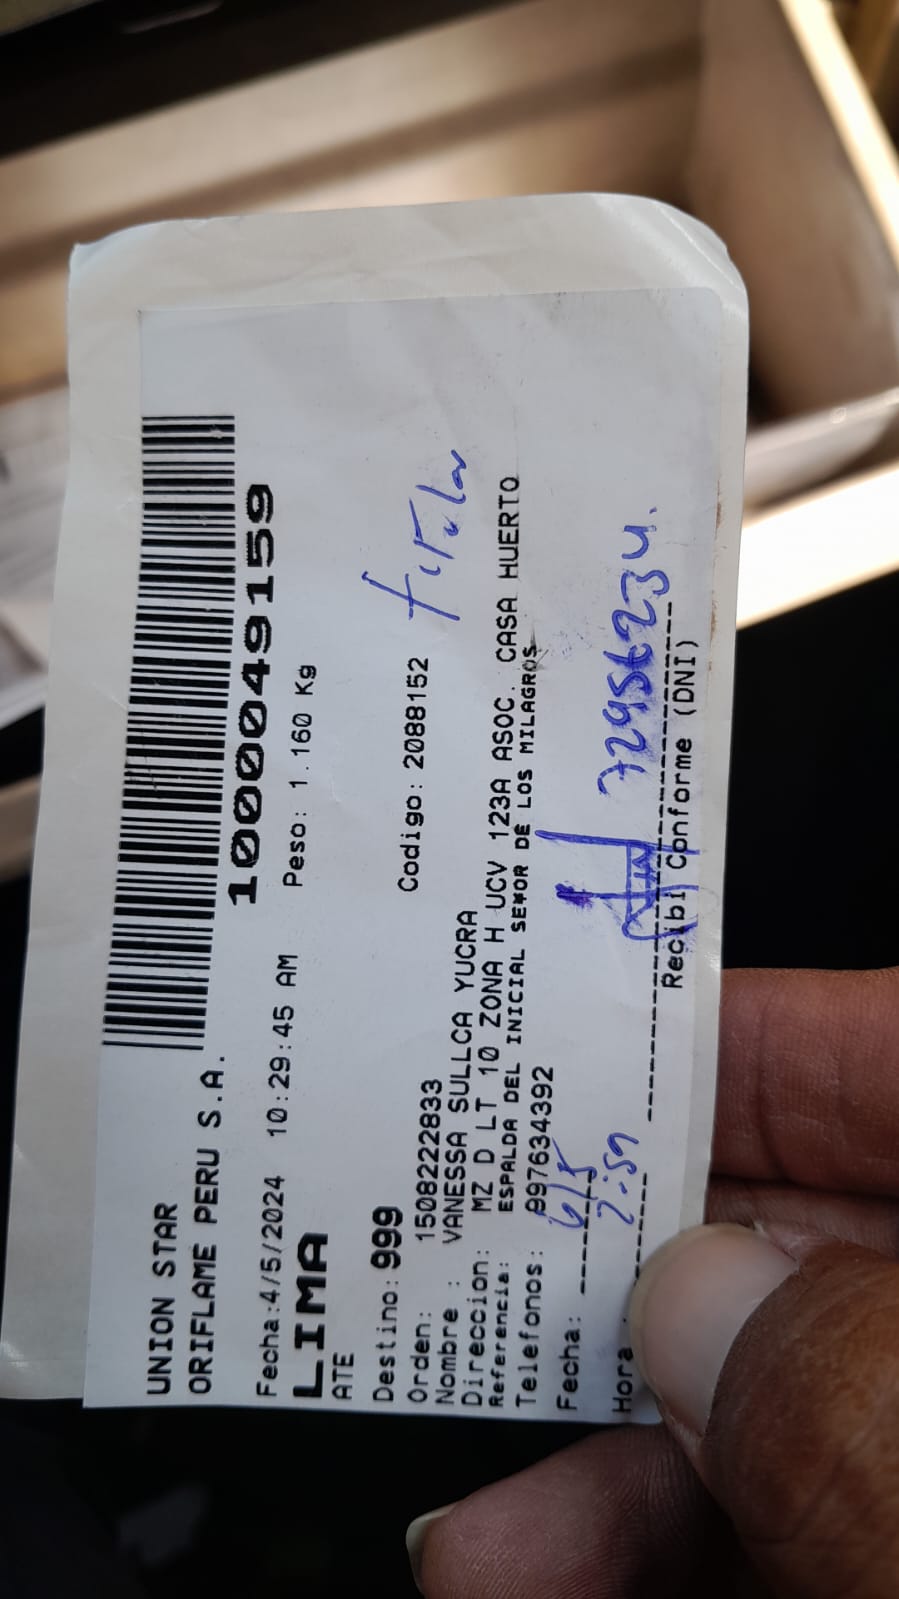 UNION STAR
ORIFLAME PERU S.A.
1000049159
Fecha:4/5/2024 10:29:45 AM Peso: 1.160 Kg
LIMA
ATE
Destino: 999 Codigo: 2088152
titular
Orden: 1508222833
Nombre : VANESSA SULLCA YUCRA
Direccion: MZ D LT 10 ZONA H UCV 123A ASOC. CASA HUERTO
Referencia: ESPALDA DEL INICIAL SE¥OR DE LOS MILAGROS
Telefonos: 997634392
Fecha: 6/5
Hora 2:59
Recibi Conforme (DNI)